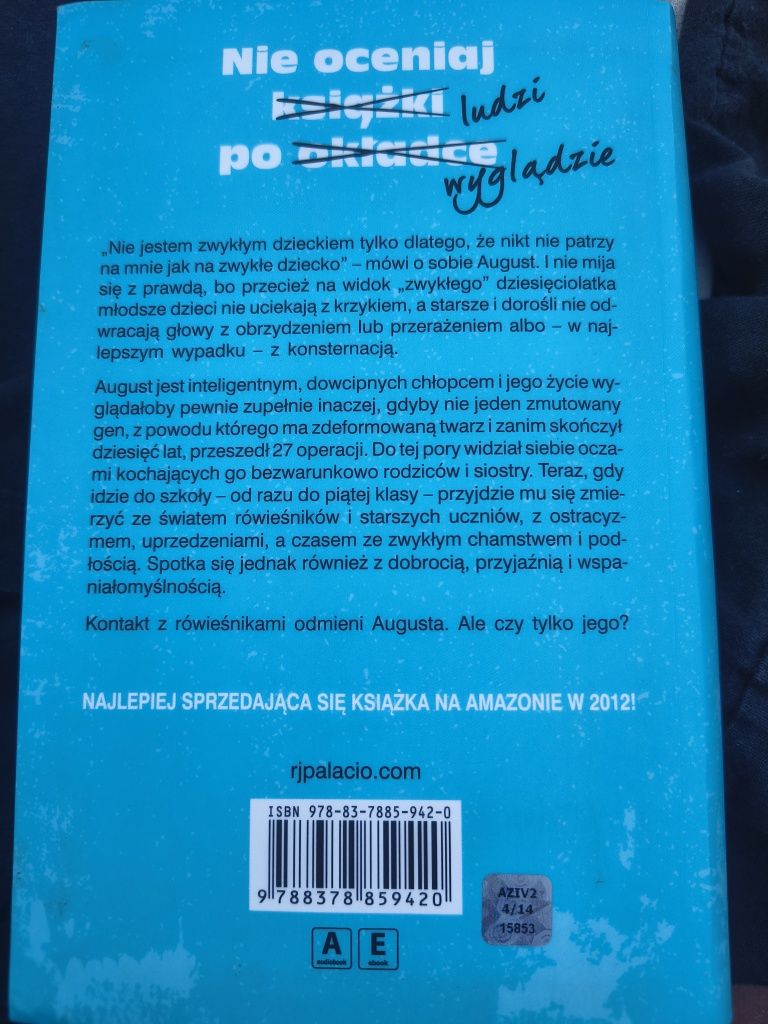 Nie oceniaj
książki ludzi
po okładce wyglądzie
„Nie jestem zwykłym dzieckiem tylko dlatego, że nikt nie patrzy
na mnie jak na zwykłe dziecko” – mówi o sobie August. I nie mija
się z prawdą, bo przecież na widok „zwykłego” dziesięciolatka
młodsze dzieci nie uciekają z krzykiem, a starsze i dorośli nie od-
wracają głowy z obrzydzeniem lub przerażeniem albo – w naj-
lepszym wypadku – z konsternacją.
August jest inteligentnym, dowcipnych chłopcem i jego życie wy-
glądałoby pewnie zupełnie inaczej, gdyby nie jeden zmutowany
gen, z powodu którego ma zdeformowaną twarz i zanim skończył
dziesięć lat, przeszedł 27 operacji. Do tej pory widział siebie ocza-
mi kochających go bezwarunkowo rodziców i siostry. Teraz, gdy
idzie do szkoły – od razu do piątej klasy – przyjdzie mu się zmie-
rzyć ze światem rówieśników i starszych uczniów, z ostracyz-
mem, uprzedzeniami, a czasem ze zwykłym chamstwem i pod-
łością. Spotka się jednak również z dobrocią, przyjaźnią i wspa-
niałomyślnością.
Kontakt z rówieśnikami odmieni Augusta. Ale czy tylko jego?
NAJLEPIEJ SPRZEDAJĄCA SIĘ KSIĄŻKA NA AMAZONIE W 2012!
rjpalacio.com
ISBN 978-83-7885-942-0
9 788378 859420
AZIV2
4/14
15853
A E
audiobook ebook